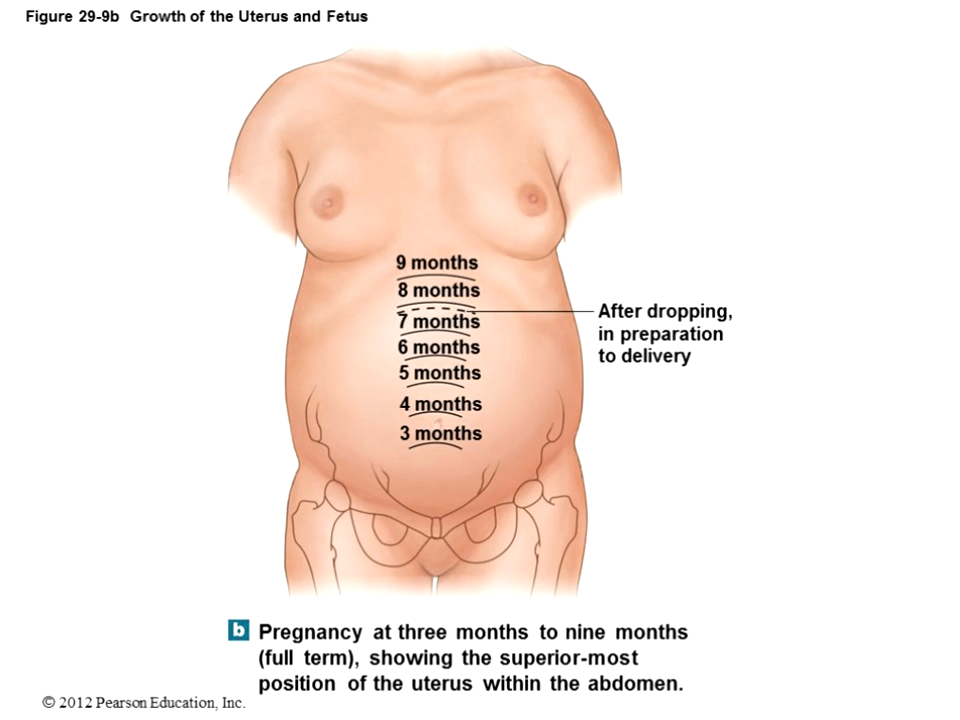 Figure 29-9b Growth of the Uterus and Fetus
9 months
8 months
7 months
6 months
5 months
4 months
3 months
After dropping,
in preparation
to delivery
b Pregnancy at three months to nine months
(full term), showing the superior-most
position of the uterus within the abdomen.
© 2012 Pearson Education, Inc.